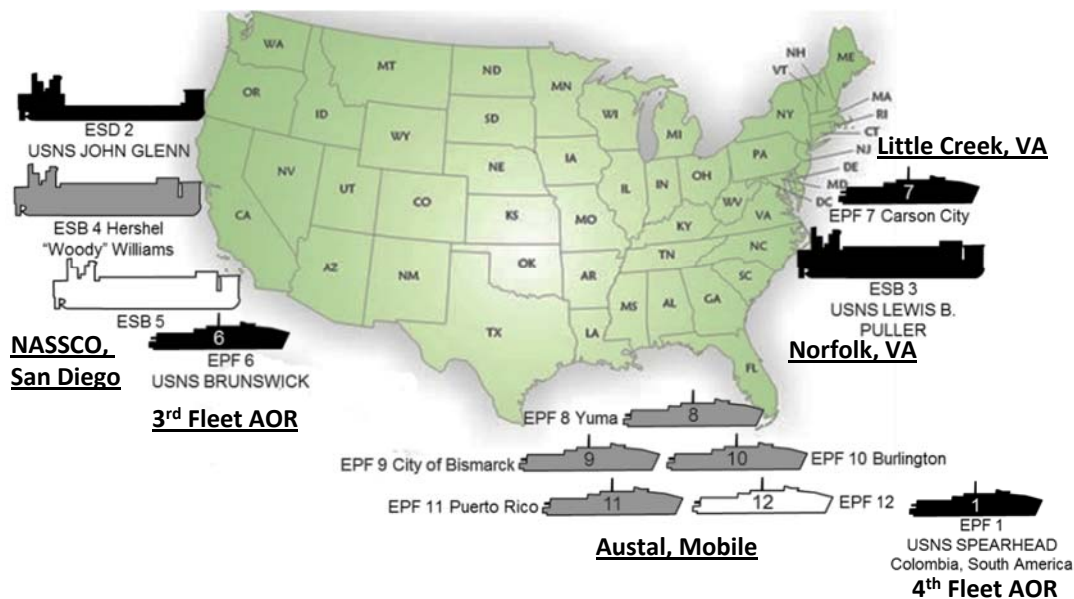 WA
MT
ND
MN
OR
ID
SD
WI
MI
WY
NE
IA
NV
UT
CO
KS
MO
IL
IN
OH
PA
NY
NH
VT
ME
MA
RI
CT
NJ
DE
MD
DC
WV
VA
KY
CA
AZ
NM
OK
AR
TN
NC
SC
MS
AL
GA
TX
LA
FL
ESD 2
USNS JOHN GLENN
ESB 4 Hershel
"Woody" Williams
ESB 5
NASSCO,
San Diego
6
EPF 6
USNS BRUNSWICK
3rd Fleet AOR
Little Creek, VA
7
EPF 7 Carson City
ESB 3
USNS LEWIS B.
PULLER
Norfolk, VA
EPF 8 Yuma
8
EPF 9 City of Bismarck
9
10
EPF 10 Burlington
EPF 11 Puerto Rico
11
12
EPF 12
Austal, Mobile
1
EPF 1
USNS SPEARHEAD
Colombia, South America
4th Fleet AOR